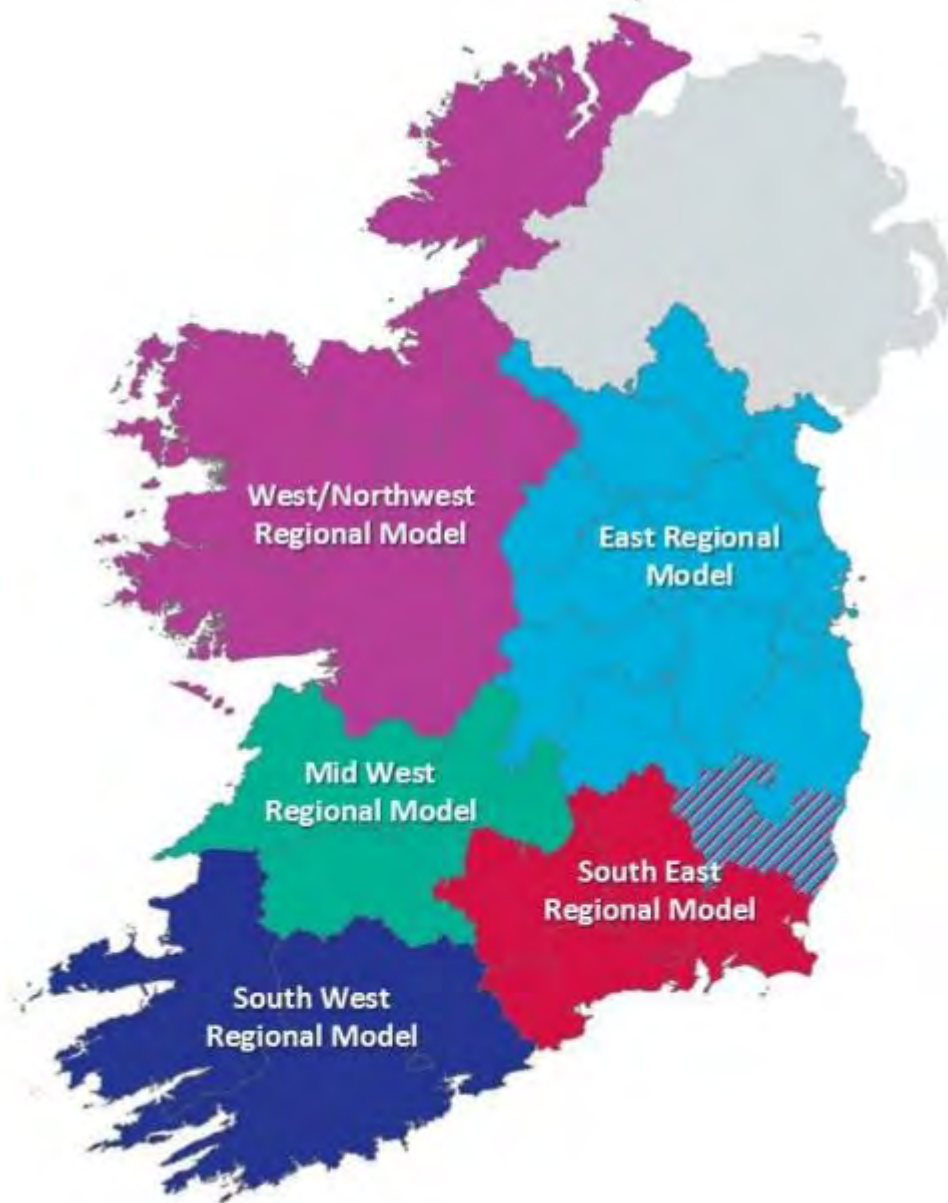 West/Northwest
Regional Model
East Regional
Model
Mid West
Regional Model
South East
Regional Model
South West
Regional Model